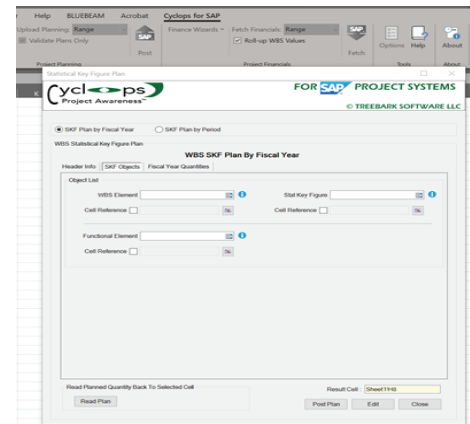 Help BLUEBEAM Acrobat Cyclops for SAP
Upload Planning: Range Finance Wizards Fetch Financials: Range
Validate Plans Only SAP Roll-up WBS Values SAP
Post Fetch Options Help About
Project Planning Project Financials Tools About
Statistical Key Figure Plan
K
Cyclops FOR SAP PROJECT SYSTEMS
Project Awareness™ © TREEBARK SOFTWARE LLC
SKF Plan by Fiscal Year SKF Plan by Period
WBS Statistical Key Figure Plan
WBS SKF Plan By Fiscal Year
Header Info SKF Objects Fiscal Year Quantities
Object List
WBS Element Stat Key Figure
Cell Reference Cell Reference
Functional Element
Cell Reference
Read Planned Quantity Back To Selected Cell
Result Cell :
Read Plan
Post Plan Edit Close